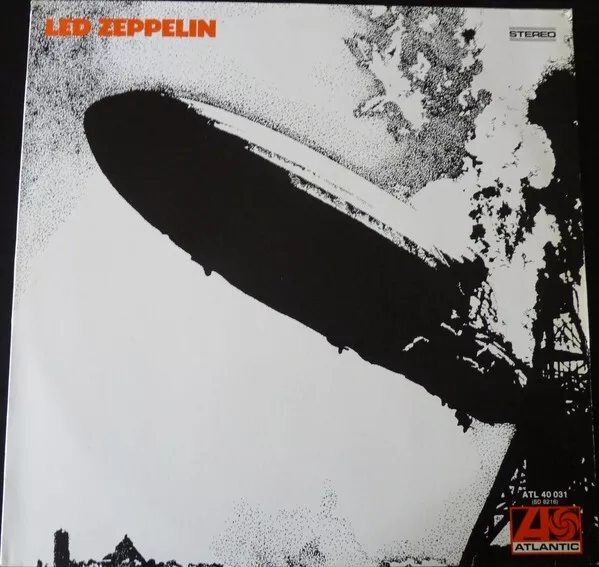 LED ZEPPELIN
STEREO
ATL 40 031
(SD 8216)
ATLANTIC